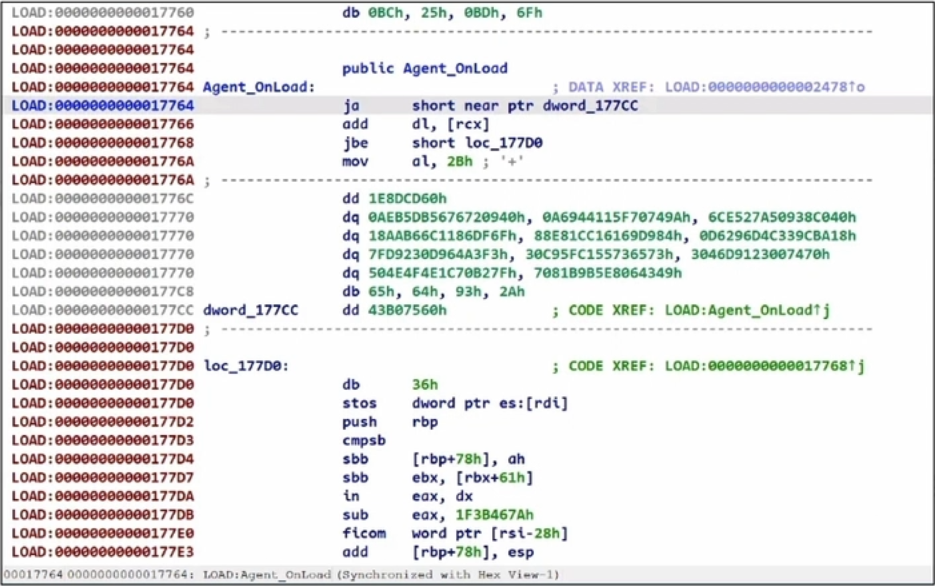 LOAD:0000000000017760 db 0BCh, 25h, 0BDh, 6Fh
LOAD:0000000000017764 ; ---------------------------------------------------------------------------
LOAD:0000000000017764
LOAD:0000000000017764 public Agent_OnLoad
LOAD:0000000000017764 Agent_OnLoad: ; DATA XREF: LOAD:0000000000002478↑o
LOAD:0000000000017764 ja short near ptr dword_177CC
LOAD:0000000000017766 add dl, [rcx]
LOAD:0000000000017768 jbe short loc_177D0
LOAD:000000000001776A mov al, 2Bh ; '+'
LOAD:000000000001776A ; ---------------------------------------------------------------------------
LOAD:000000000001776C dd 1E8DCD60h
LOAD:0000000000017770 dq 0AEB5DB5676720940h, 0A6944115F70749Ah, 6CE527A50938C040h
LOAD:0000000000017770 dq 18AAB66C1186DF6Fh, 88E81CC16169D984h, 0D6296D4C339CBA18h
LOAD:0000000000017770 dq 7FD9230D964A3F3h, 30C95FC155736573h, 3046D9123007470h
LOAD:0000000000017770 dq 504E4F4E1C70B27Fh, 7081B9B5E8064349h
LOAD:00000000000177C8 db 65h, 64h, 93h, 2Ah
LOAD:00000000000177CC dword_177CC dd 43B07560h ; CODE XREF: LOAD:Agent_OnLoad↑j
LOAD:00000000000177D0 ; ---------------------------------------------------------------------------
LOAD:00000000000177D0
LOAD:00000000000177D0 loc_177D0: ; CODE XREF: LOAD:0000000000017768↑j
LOAD:00000000000177D0 db 36h
LOAD:00000000000177D0 stos dword ptr es:[rdi]
LOAD:00000000000177D2 push rbp
LOAD:00000000000177D3 cmpsb
LOAD:00000000000177D4 sbb [rbp+78h], ah
LOAD:00000000000177D7 sbb ebx, [rbx+61h]
LOAD:00000000000177DA in eax, dx
LOAD:00000000000177DB sub eax, 1F3B467Ah
LOAD:00000000000177E0 ficom word ptr [rsi-28h]
LOAD:00000000000177E3 add [rbp+78h], esp
00017764 0000000000017764: LOAD:Agent_OnLoad (Synchronized with Hex View-1)